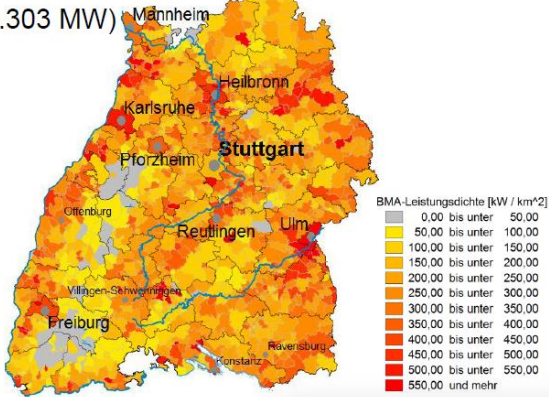 .303 MW)
Mannheim
Heilbronn
Karlsruhe
Pforzheim
Stuttgart
Offenburg
Reutlingen
Ulm
Villingen-Schwenningen
Freiburg
Ravensburg
Konstanz
BMA-Leistungsdichte [kW / km^2]
0,00 bis unter 50,00
50,00 bis unter 100,00
100,00 bis unter 150,00
150,00 bis unter 200,00
200,00 bis unter 250,00
250,00 bis unter 300,00
300,00 bis unter 350,00
350,00 bis unter 400,00
400,00 bis unter 450,00
450,00 bis unter 500,00
500,00 bis unter 550,00
550,00 und mehr